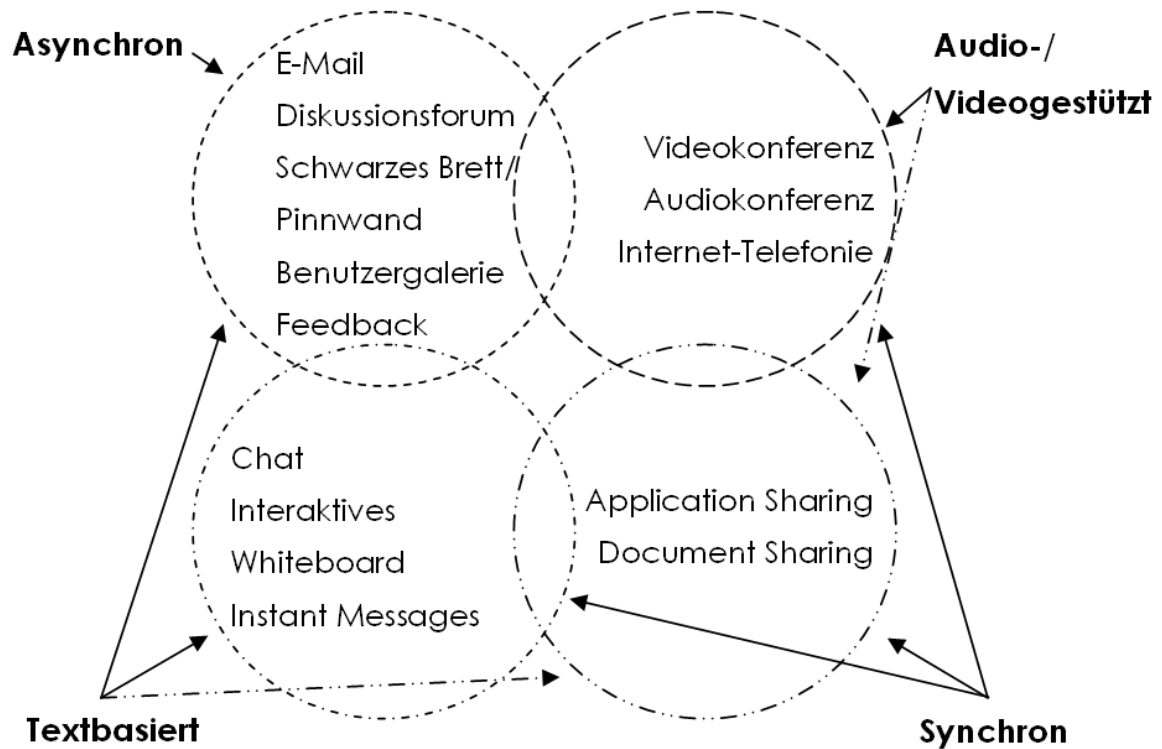 Asynchron
E-Mail
Diskussionsforum
Schwarzes Brett/
Pinnwand
Benutzergalerie
Feedback
Audio-/
Videogestützt
Videokonferenz
Audiokonferenz
Internet-Telefonie
Chat
Interaktives
Whiteboard
Instant Messages
Application Sharing
Document Sharing
Textbasiert
Synchron